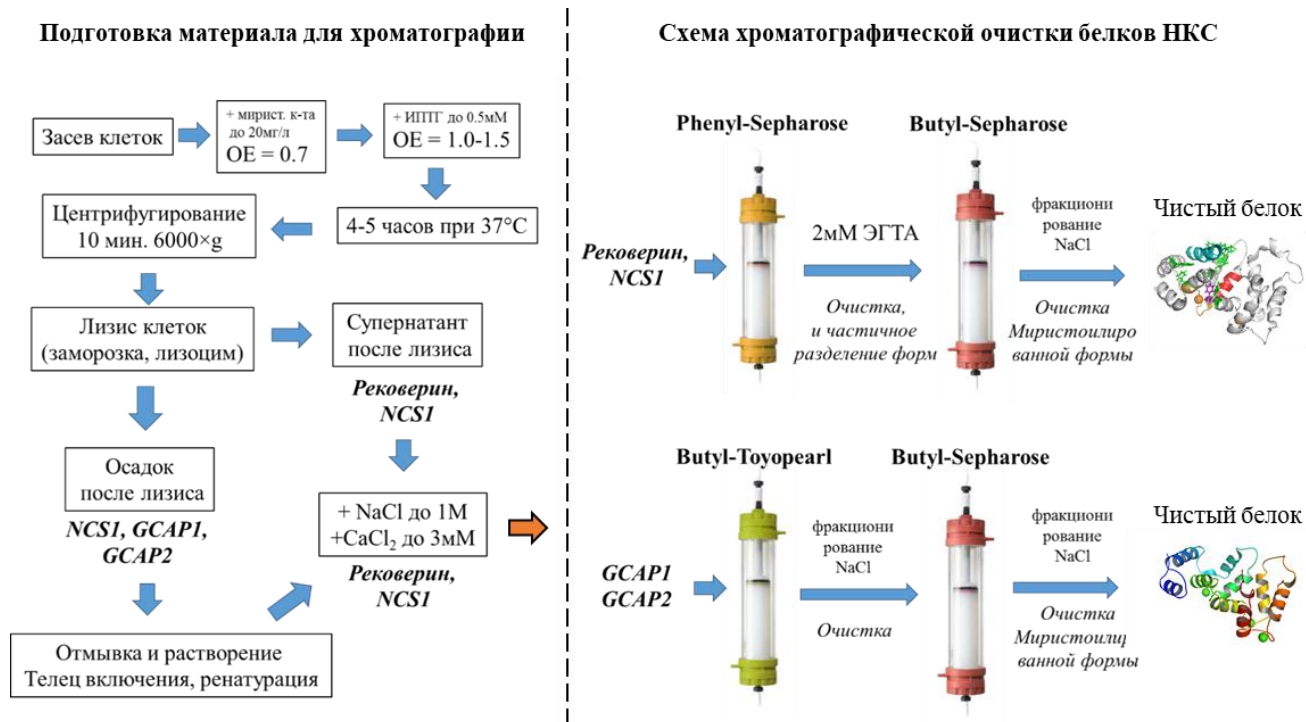 Подготовка материала для хроматографии
Засев клеток
+ мирист. к-та
до 20мг/л
ОЕ = 0.7
+ ИПТГ до 0.5мМ
ОЕ = 1.0-1.5
4-5 часов при 37°C
Центрифугирование
10 мин. 6000×g
Лизис клеток
(заморозка, лизоцим)
Супернатант
после лизиса
Рековерин,
NCS1
Осадок
после лизиса
NCS1, GCAP1,
GCAP2
+ NaCl до 1М
+CaCl₂ до 3мМ
Рековерин,
NCS1
Отмывка и растворение
Телец включения, ренатурация
Схема хроматографической очистки белков НКС
Phenyl-Sepharose
Butyl-Sepharose
Рековерин,
NCS1
2мМ ЭГТА
Очистка,
и частичное
разделение форм
фракциони
рование
NaCl
Очистка
Миристоилиро
ванной формы
Чистый белок
Butyl-Toyopearl
Butyl-Sepharose
GCAP1
GCAP2
фракциони
рование
NaCl
Очистка
фракциони
рование
NaCl
Очистка
Миристоилиј
ванной формы
Чистый белок